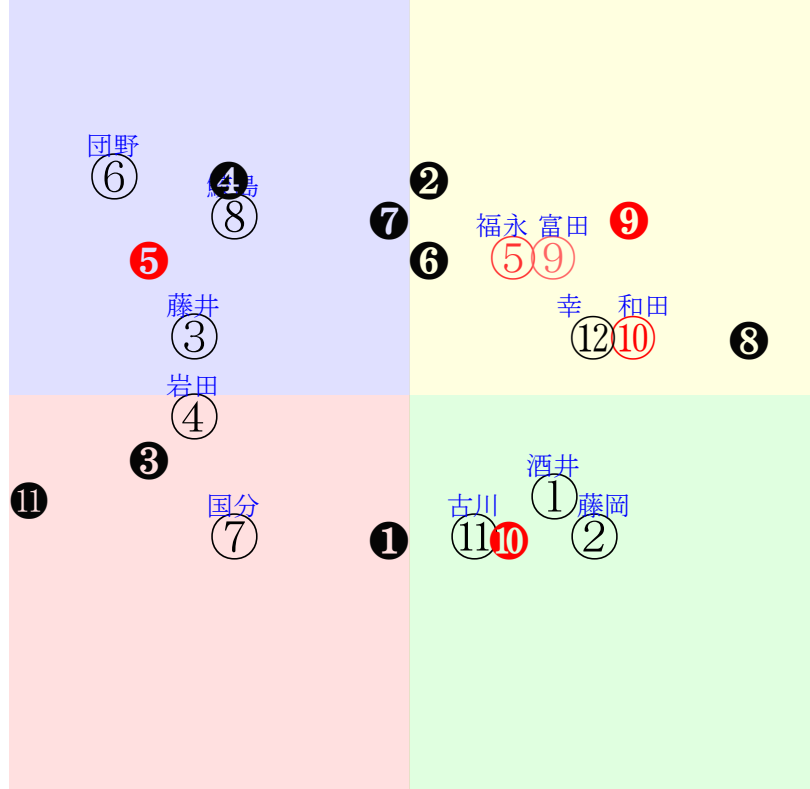 団野
⑥
❹
⑧
❼
❷
福永 富田
❾
❺
❻
⑤⑨
藤井
③
幸 和田
⑫⑩
❽
岩田
④
❸
⓫
酒井
①
国分
⑦
❶
古川
⑪
❿
藤岡
②